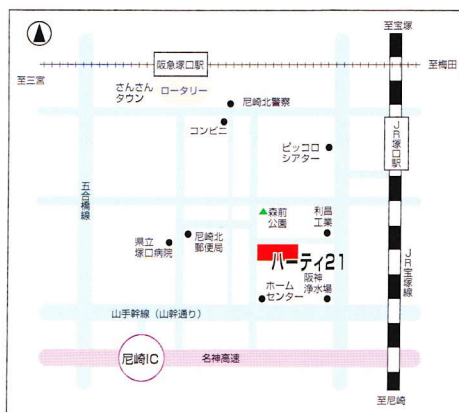 至宝塚
阪急塚口駅
至三宮
至梅田
さんさん
タウン
ロータリー
尼崎北警察
コンビニ
ピッコロ
シアター
JR塚口駅
五合橋線
森前
公園
利昌
工業
県立
塚口病院
尼崎北
郵便局
ハーティ21
JR宝塚線
ホーム
センター
阪神
浄水場
山手幹線（山幹通り）
尼崎IC
名神高速
至尼崎